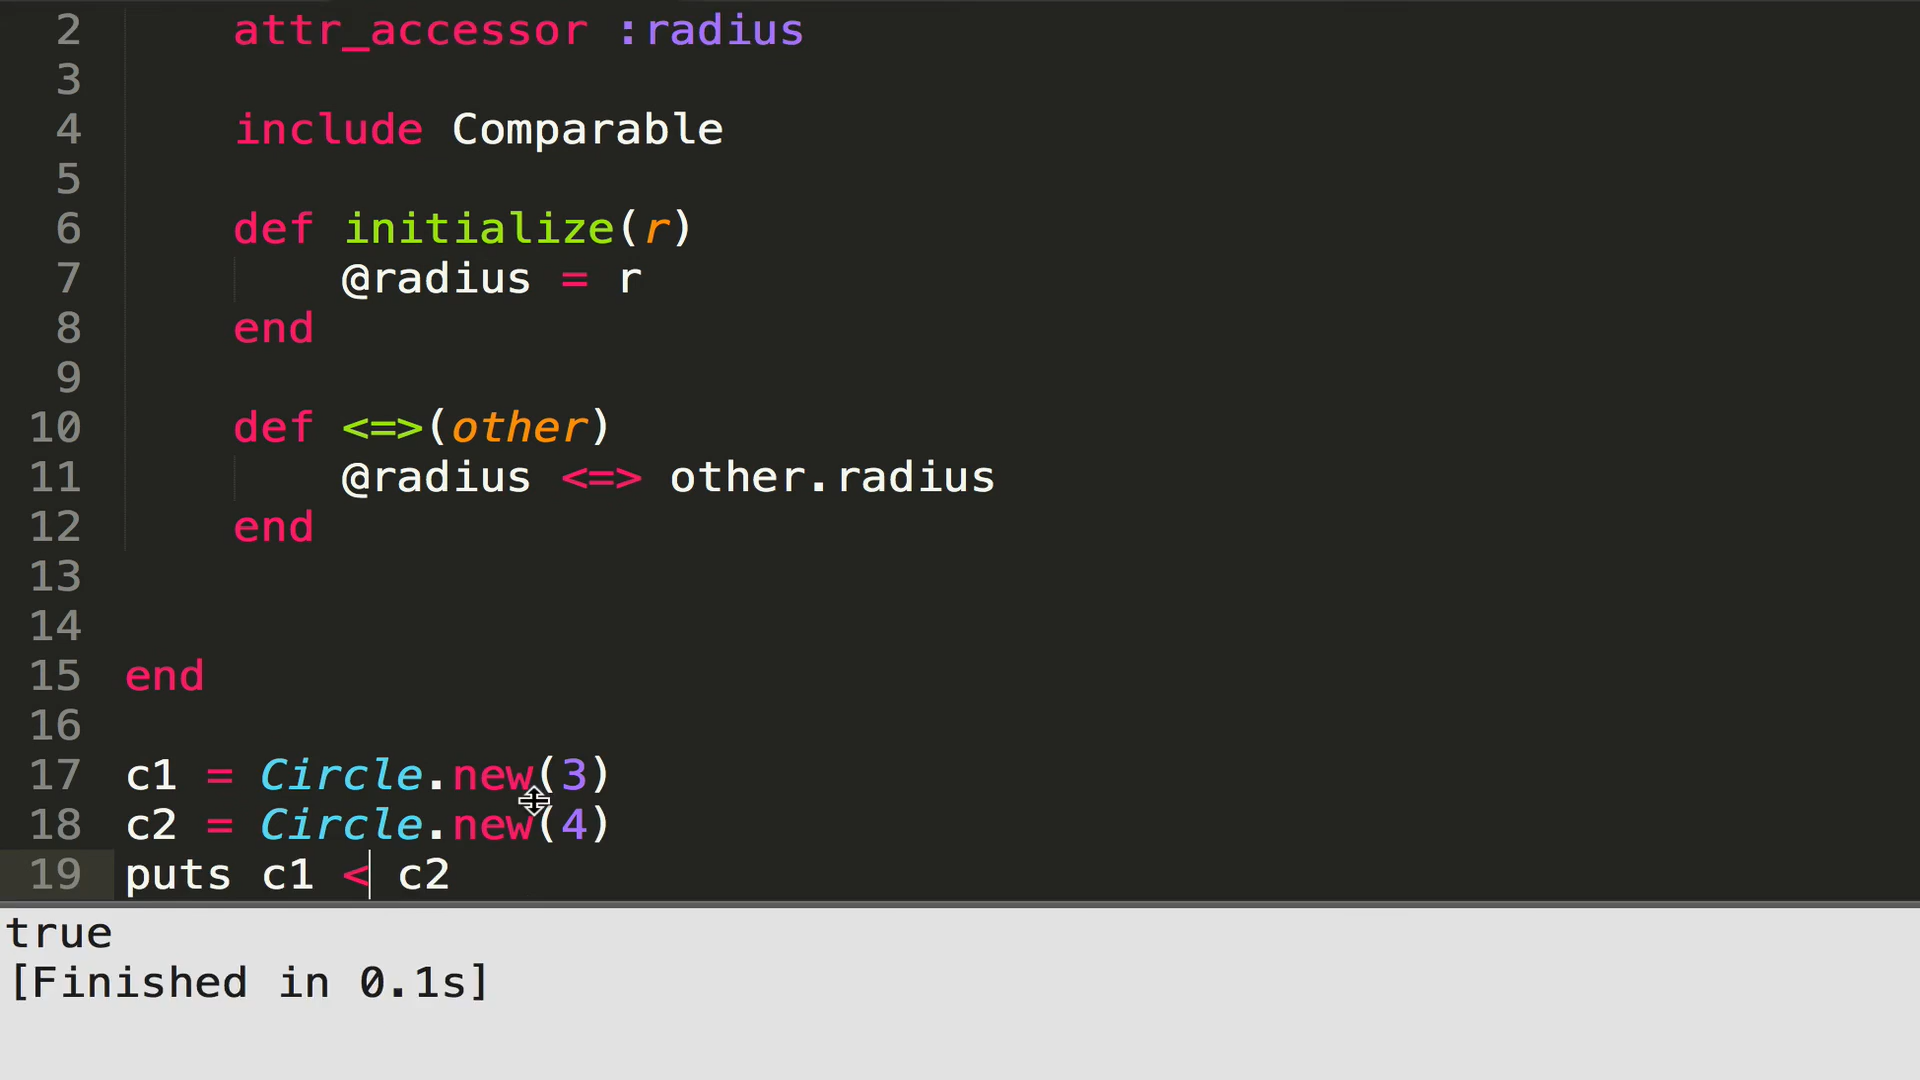 2 attr_accessor :radius
3
4 include Comparable
5
6 def initialize(r)
7 @radius = r
8 end
9
10 def <=>(other)
11 @radius <=> other.radius
12 end
13
14
15 end
16
17 c1 = Circle.new(3)
18 c2 = Circle.new(4)
19 puts c1 < c2
true
[Finished in 0.1s]